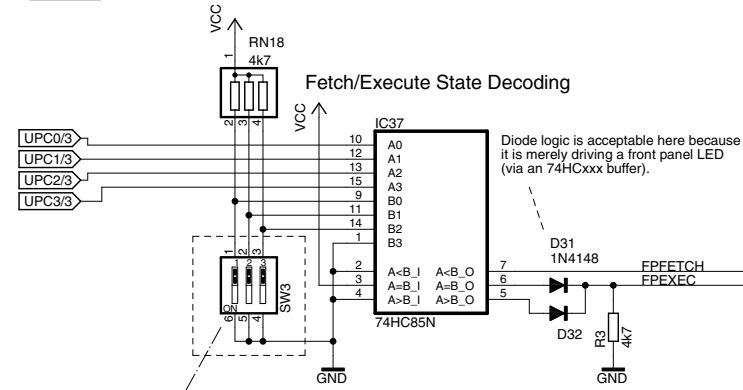 VCC
1
RN18
4k7
2
3
4
Fetch/Execute State Decoding
VCC
IC37
UPC0/3
UPC1/3
UPC2/3
UPC3/3
10 A0
12 A1
13 A2
15 A3
9 B0
11 B1
14 B2
1 B3
2 A<B_I A<B_O 7
3 A=B_I A=B_O 6
4 A>B_I A>B_O 5
74HC85N
Diode logic is acceptable here because
it is merely driving a front panel LED
(via an 74HCxxx buffer).
D31
1N4148
FPFETCH
FPEXEC
D32
R3
4k7
GND
1 2 3
1 2 3
ON
SW3
6 5 4
GND